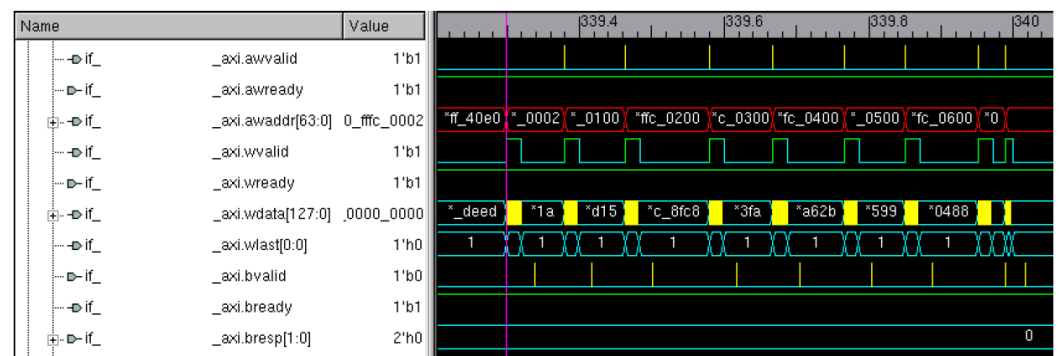 Name Value 339.4 339.6 339.8 340
if_ _axi.awvalid 1'b1
if_ _axi.awready 1'b1
if_ _axi.awaddr[63:0] 0_fffc_0002 *ff_40e0 *_0002 *_0100 *ffc_0200 *c_0300 *fc_0400 *_0500 *fc_0600 *0
if_ _axi.wvalid 1'b1
if_ _axi.wready 1'b1
if_ _axi.wdata[127:0] _0000_0000 *_deed *1a *d15 *c_8fc8 *3fa *a62b *599 *0488
if_ _axi.wlast[0:0] 1'h0 1 1 1 1 1 1 1 1
if_ _axi.bvalid 1'b0
if_ _axi.bready 1'b1
if_ _axi.bresp[1:0] 2'h0 0